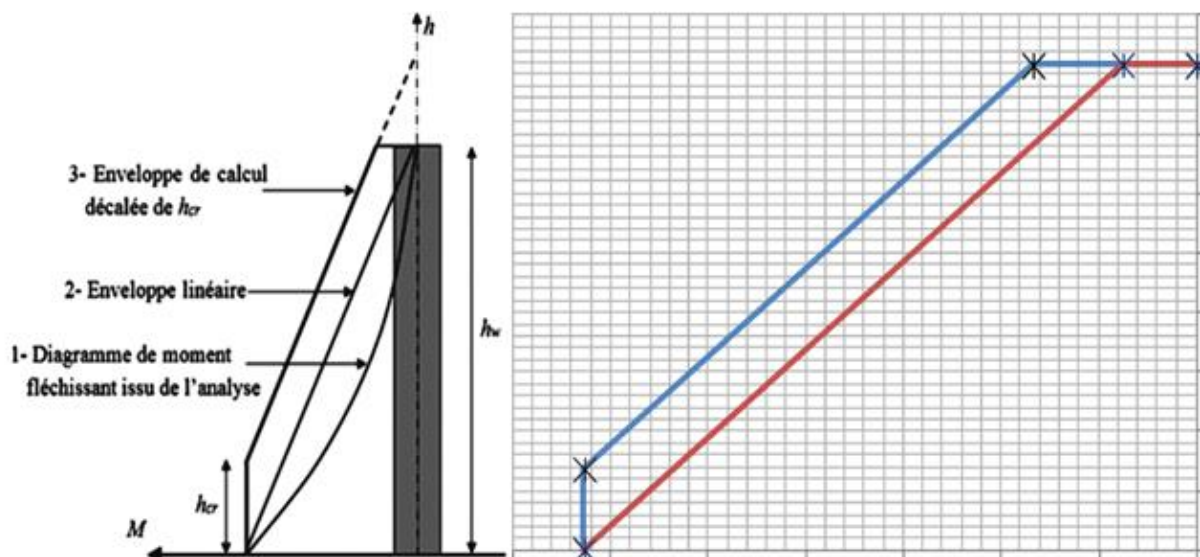 h
3- Enveloppe de calcul
décalée de hcr
2- Enveloppe linéaire
hw
1- Diagramme de moment
fléchissant issu de l'analyse
hcr
M